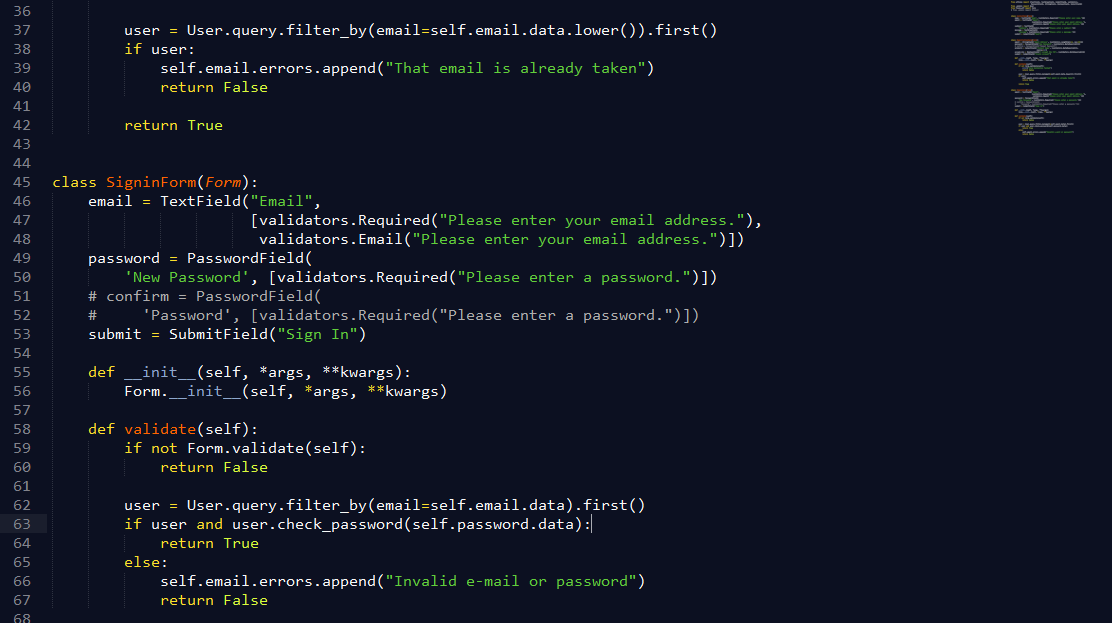 36
37 user = User.query.filter_by(email=self.email.data.lower()).first()
38 if user:
39 self.email.errors.append("That email is already taken")
40 return False
41
42 return True
43
44
45 class SigninForm(Form):
46 email = TextField("Email",
47 [validators.Required("Please enter your email address."),
48 validators.Email("Please enter your email address.")])
49 password = PasswordField(
50 'New Password', [validators.Required("Please enter a password.")])
51 # confirm = PasswordField(
52 #     'Password', [validators.Required("Please enter a password.")])
53 submit = SubmitField("Sign In")
54
55 def __init__(self, *args, **kwargs):
56 Form.__init__(self, *args, **kwargs)
57
58 def validate(self):
59 if not Form.validate(self):
60 return False
61
62 user = User.query.filter_by(email=self.email.data).first()
63 if user and user.check_password(self.password.data):
64 return True
65 else:
66 self.email.errors.append("Invalid e-mail or password")
67 return False
68